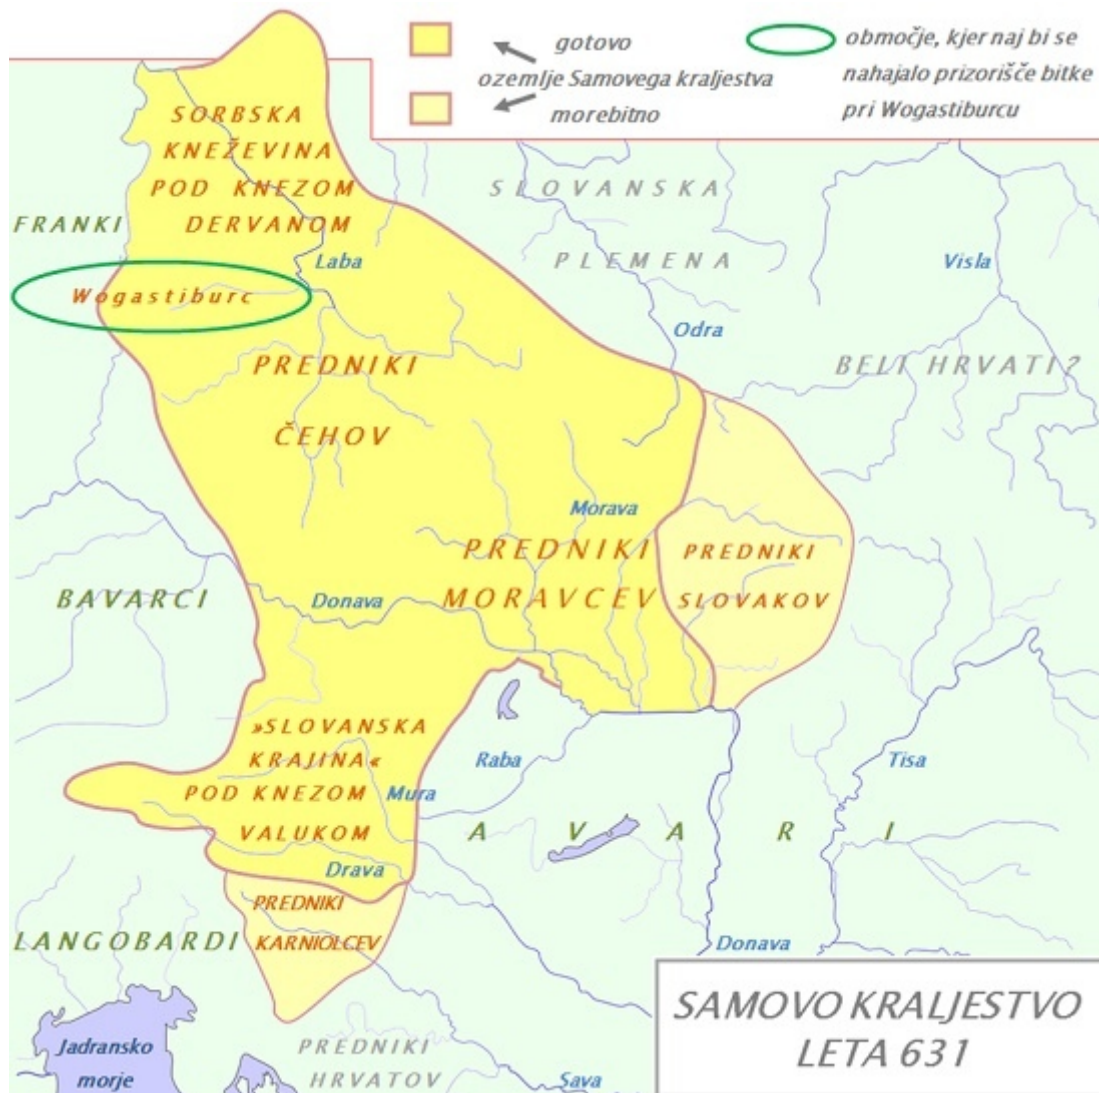 gotovo
ozemlje Samovega kraljestva
morebitno
območje, kjer naj bi se
nahajalo prizorišče bitke
pri Wogastiburcu
SORBSKA
KNEŽEVINA
POD KNEZOM
DERVANOM
FRANKI
SLOVANSKA
PLEMENA
Laba
Visla
Wogastiburc
Odra
PREDNIKI
ČEHOV
BELI HRVATI?
Morava
PREDNIKI
MORAVCEV
PREDNIKI
SLOVAKOV
BAVARCI
Donava
»SLOVANSKA
KRAJINA«
POD KNEZOM
VALUKOM
Mura
Raba
Tisa
AVARI
Drava
PREDNIKI
KARNIOLCEV
LANGOBARDI
Donava
Jadransko
morje
PREDNIKI
HRVATOV
Sava
SAMOVO KRALJESTVO
LETA 631